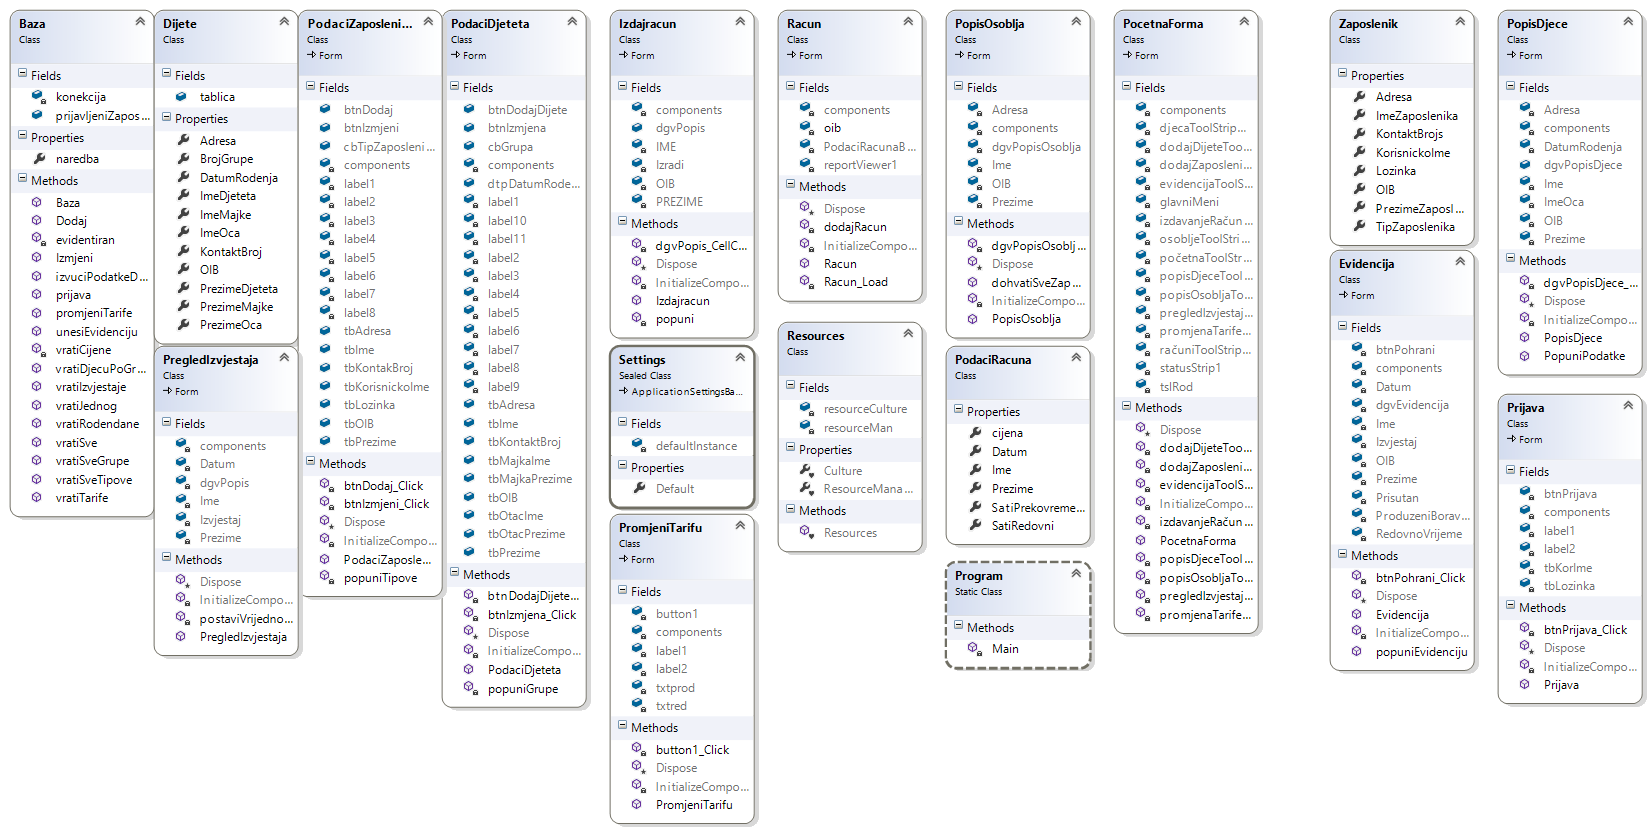 Baza
Class
Fields
konekcija
prijavljeniZapos...
Properties
naredba
Methods
Baza
Dodaj
evidentiran
Izmjeni
izvuciPodatkeD...
prijava
promjeniTarife
unesiEvidenciju
vratiCijene
vratiDjecuPoGr...
vratiIzvjestaje
vratiJednog
vratiRodendane
vratiSve
vratiSveGrupe
vratiSveTipove
vratiTarife
Dijete
Class
Fields
tablica
Properties
Adresa
BrojGrupe
DatumRodenja
ImeDjeteta
ImeMajke
ImeOca
KontaktBroj
OIB
PrezimeDjeteta
PrezimeMajke
PrezimeOca
PregledIzvjestaja
Class
Form
Fields
components
Datum
dgvPopis
Ime
Izvjestaj
Prezime
Methods
Dispose
InitializeCompo...
postaviVrijedno...
PregledIzvjestaja
PodaciZaposleni...
Class
Form
Fields
btnDodaj
btnIzmjeni
cbTipZaposleni...
components
label1
label2
label3
label4
label5
label6
label7
label8
tbAdresa
tbIme
tbKontakBroj
tbKorisnickoIme
tbLozinka
tbOIB
tbPrezime
Methods
btnDodaj_Click
btnIzmjeni_Click
Dispose
InitializeCompo...
PodaciZaposle...
popuniTipove
PodaciDjeteta
Class
Form
Fields
btnDodajDijete
btnIzmjena
cbGrupa
components
dtpDatumRode...
label1
label10
label11
label2
label3
label4
label5
label6
label7
label8
label9
tbAdresa
tbIme
tbKontaktBroj
tbMajkaIme
tbMajkaPrezime
tbOIB
tbOtacIme
tbOtacPrezime
tbPrezime
Methods
btnDodajDijete...
btnIzmjena_Click
Dispose
InitializeCompo...
PodaciDjeteta
popuniGrupe
Izdajracun
Class
Form
Fields
components
dgvPopis
IME
Izradi
OIB
PREZIME
Methods
dgvPopis_CellC...
Dispose
InitializeCompo...
Izdajracun
popuni
Settings
Sealed Class
ApplicationSettingsBa...
Fields
defaultInstance
Properties
Default
PromjeniTarifu
Class
Form
Fields
button1
components
label1
label2
txtprod
txtred
Methods
button1_Click
Dispose
InitializeCompo...
PromjeniTarifu
Racun
Class
Form
Fields
components
oib
PodaciRacunaB...
reportViewer1
Methods
Dispose
dodajRacun
InitializeCompo...
Racun
Racun_Load
Resources
Class
Fields
resourceCulture
resourceMan
Properties
Culture
ResourceMana...
Methods
Resources
PopisOsoblja
Class
Form
Fields
Adresa
components
dgvPopisOsoblja
Ime
OIB
Prezime
Methods
dgvPopisOsoblj...
Dispose
dohvatiSveZap...
InitializeCompo...
PopisOsoblja
PodaciRacuna
Class
Properties
cijena
Datum
Ime
Prezime
SatiPrekovreme...
SatiRedovni
Program
Static Class
Methods
Main
PocetnaForma
Class
Form
Fields
components
djecaToolStrip...
dodajDijeteToo...
dodajZaposleni...
evidencijaToolS...
glavniMeni
izdavanjeRačun...
osobljeToolStri...
početnaToolStr...
popisDjeceTool...
popisOsobljaTo...
pregledIzvjestaj...
promjenaTarife...
računiToolStrip...
statusStrip1
tslRod
Methods
Dispose
dodajDijeteToo...
dodajZaposleni...
evidencijaToolS...
InitializeCompo...
izdavanjeRačun...
PocetnaForma
popisDjeceTool...
popisOsobljaTo...
pregledIzvjestaj...
promjenaTarife...
Zaposlenik
Class
Properties
Adresa
ImeZaposlenika
KontaktBrojs
KorisnickoIme
Lozinka
OIB
PrezimeZaposl...
TipZaposlenika
Evidencija
Class
Form
Fields
btnPohrani
components
Datum
dgvEvidencija
Ime
Izvjestaj
OIB
Prezime
Prisutan
ProduzeniBorav...
RedovnoVrijeme
Methods
btnPohrani_Click
Dispose
Evidencija
InitializeCompo...
popuniEvidenciju
PopisDjece
Class
Form
Fields
Adresa
components
DatumRodenja
dgvPopisDjece
Ime
ImeOca
OIB
Prezime
Methods
dgvPopisDjece_...
Dispose
InitializeCompo...
PopisDjece
PopuniPodatke
Prijava
Class
Form
Fields
btnPrijava
components
label1
label2
tbKorIme
tbLozinka
Methods
btnPrijava_Click
Dispose
InitializeCompo...
Prijava